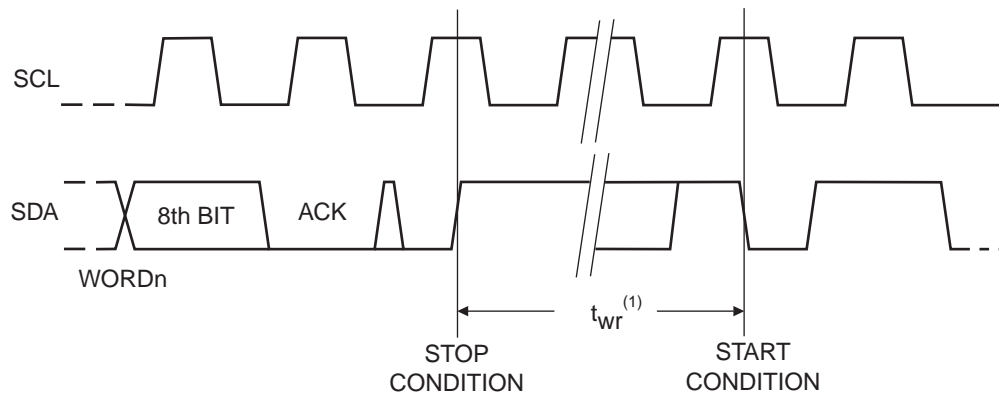 SCL
SDA
8th BIT
ACK
WORDn
twr(1)
STOP
CONDITION
START
CONDITION